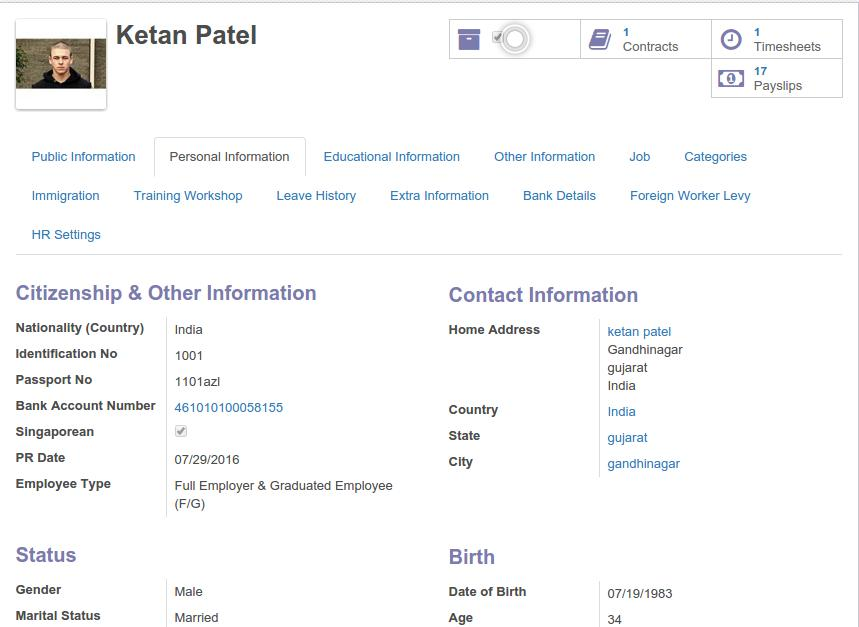 Ketan Patel
1
Contracts
1
Timesheets
17
Payslips
Public Information
Personal Information
Educational Information
Other Information
Job
Categories
Immigration
Training Workshop
Leave History
Extra Information
Bank Details
Foreign Worker Levy
HR Settings
Citizenship & Other Information
Nationality (Country) India
Identification No 1001
Passport No 1101azl
Bank Account Number 461010100058155
Singaporean
PR Date 07/29/2016
Employee Type Full Employer & Graduated Employee
(F/G)
Contact Information
Home Address ketan patel
Gandhinagar
gujarat
India
Country India
State gujarat
City gandhinagar
Status
Gender Male
Marital Status Married
Birth
Date of Birth 07/19/1983
Age 34